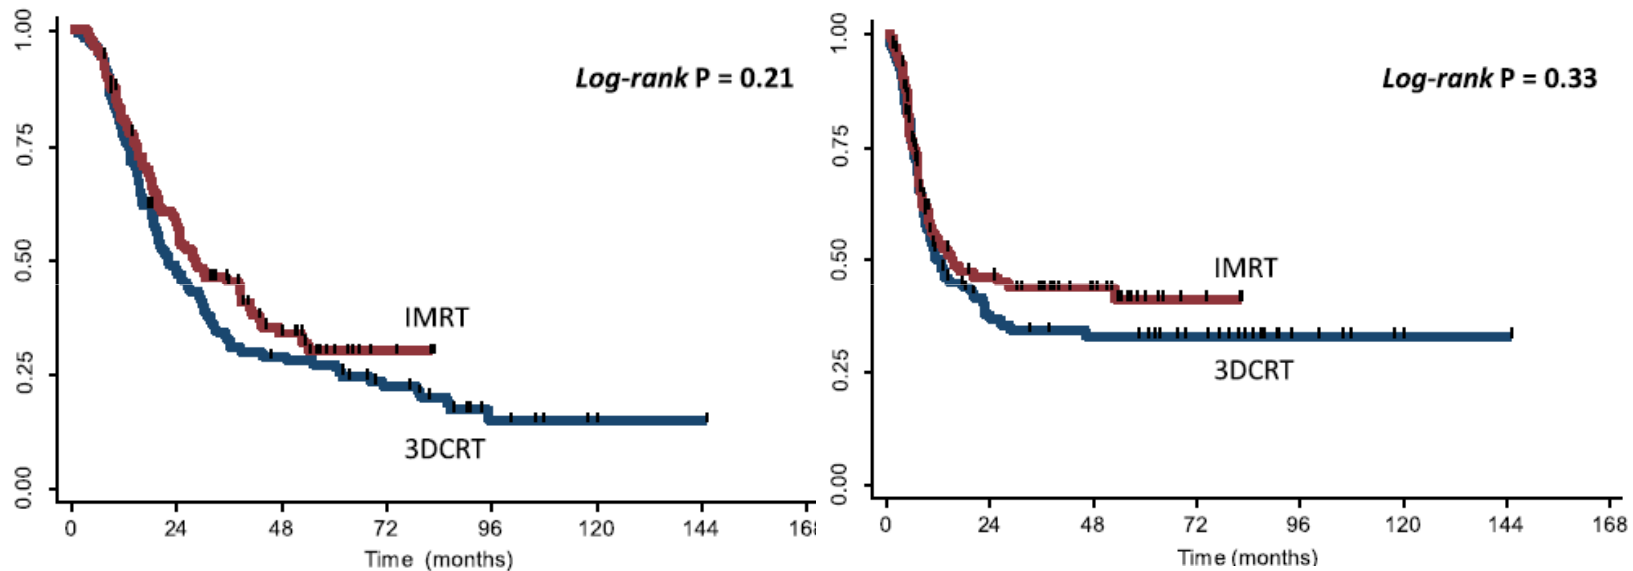 1.00
0.75
0.50
0.25
0.00
Log-rank P = 0.21
IMRT
3DCRT
0 24 48 72 96 120 144 168
Time (months)
1.00
0.75
0.50
0.25
0.00
Log-rank P = 0.33
IMRT
3DCRT
0 24 48 72 96 120 144 168
Time (months)